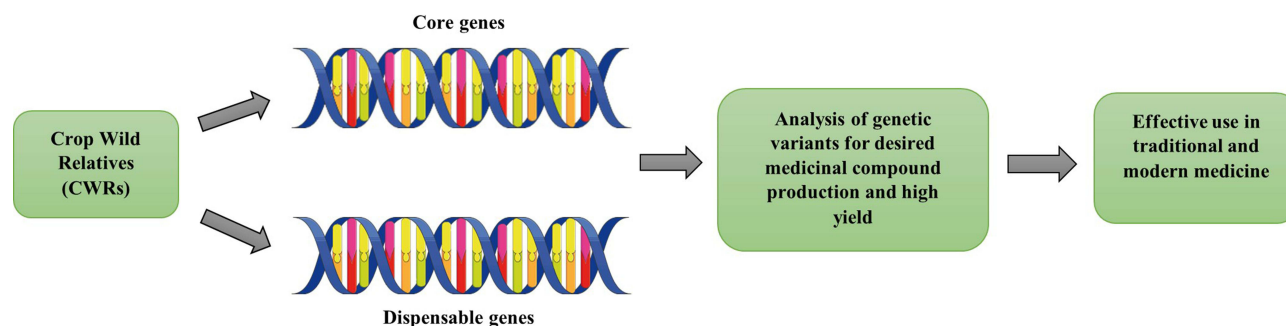 Core genes
Crop Wild
Relatives
(CWRs)
Dispensable genes
Analysis of genetic
variants for desired
medicinal compound
production and high
yield
Effective use in
traditional and
modern medicine